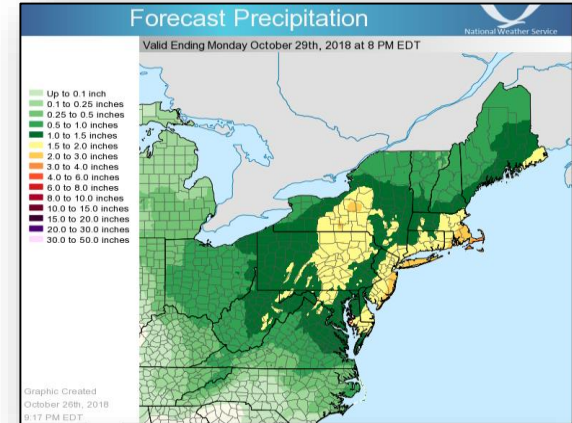 Forecast Precipitation
National Weather Service
Valid Ending Monday October 29th, 2018 at 8 PM EDT
Up to 0.1 inch
0.1 to 0.25 inches
0.25 to 0.5 inches
0.5 to 1.0 inches
1.0 to 1.5 inches
1.5 to 2.0 inches
2.0 to 3.0 inches
3.0 to 4.0 inches
4.0 to 6.0 inches
6.0 to 8.0 inches
8.0 to 10.0 inches
10.0 to 15.0 inches
15.0 to 20.0 inches
20.0 to 30.0 inches
30.0 to 50.0 inches
Graphic Created
October 26th, 2018
9:17 PM EDT